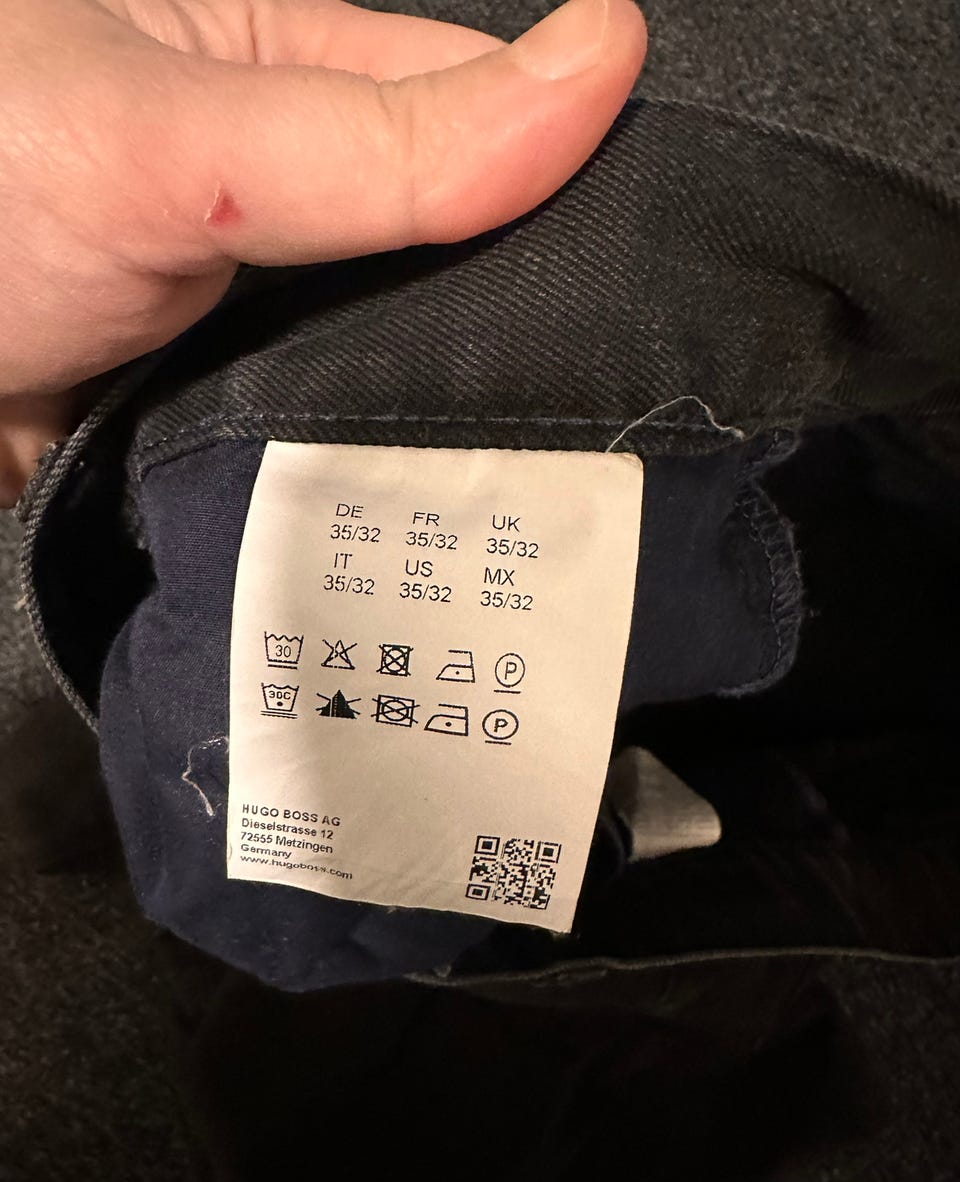 DE FR UK
35/32 35/32 35/32
IT US MX
35/32 35/32 35/32
30 P
30C P
HUGO BOSS AG
Dieselstrasse 12
72555 Metzingen
Germany
www.hugoboss.com